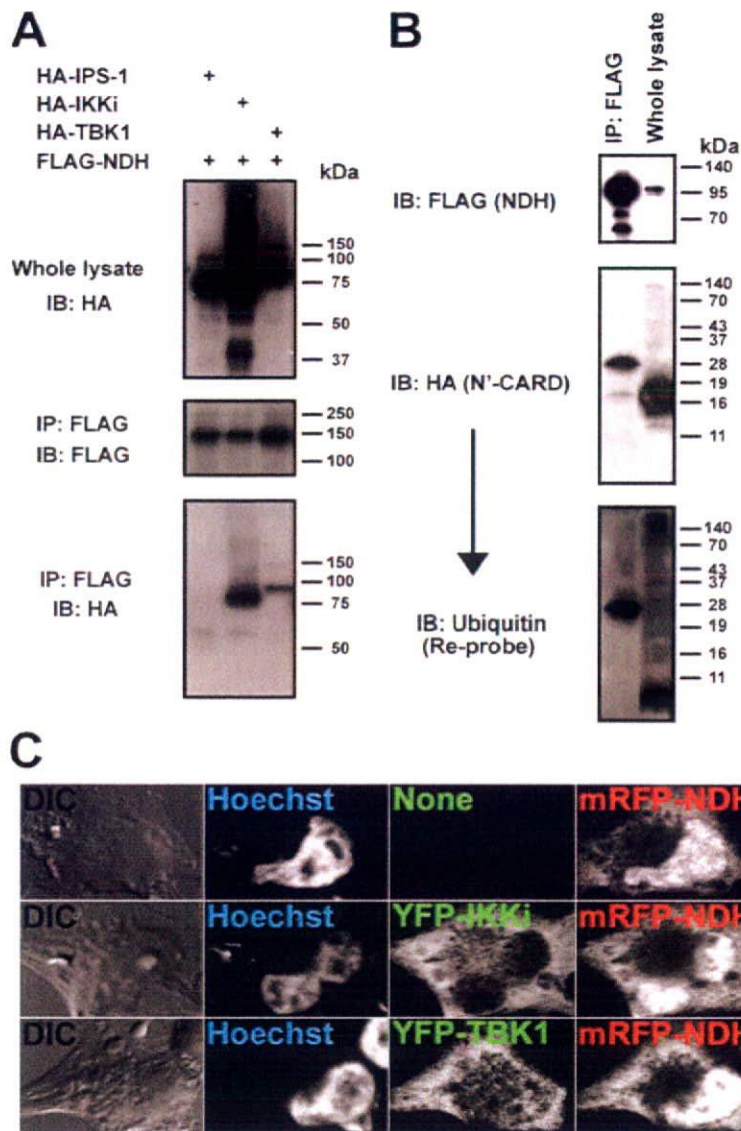 A
HA-IPS-1 +
HA-IKKi +
HA-TBK1 +
FLAG-NDH + + +
kDa
Whole lysate
IB: HA
150
100
75
50
37
IP: FLAG
IB: FLAG
250
150
100
IP: FLAG
IB: HA
150
100
75
50
B
IP: FLAG
Whole lysate
kDa
IB: FLAG (NDH)
140
95
70
IB: HA (N'-CARD)
140
70
43
37
28
19
16
11
IB: Ubiquitin
(Re-probe)
140
70
43
37
28
19
16
11
C
DIC Hoechst None mRFP-NDH
DIC Hoechst YFP-IKKi mRFP-NDH
DIC Hoechst YFP-TBK1 mRFP-NDH